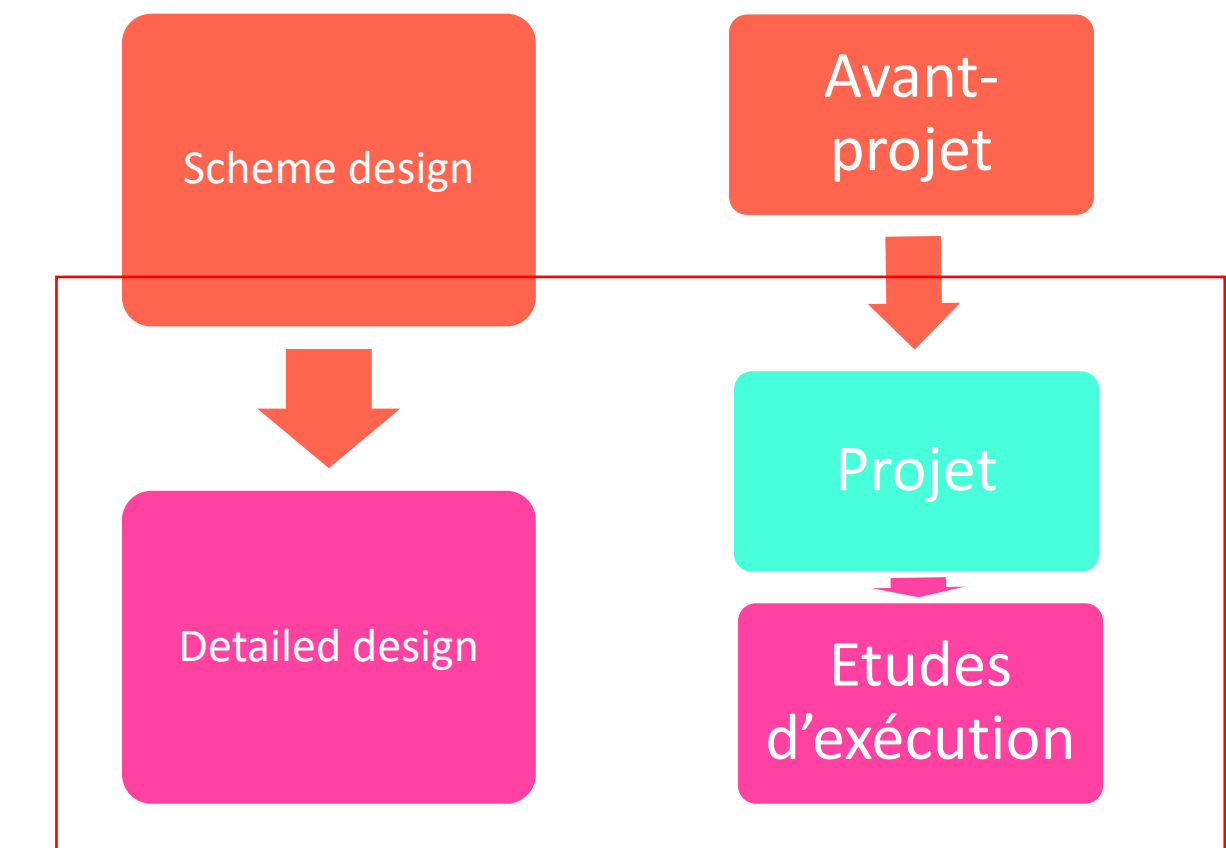 Scheme design
Detailed design
Avant-
projet
Projet
Etudes
d’exécution